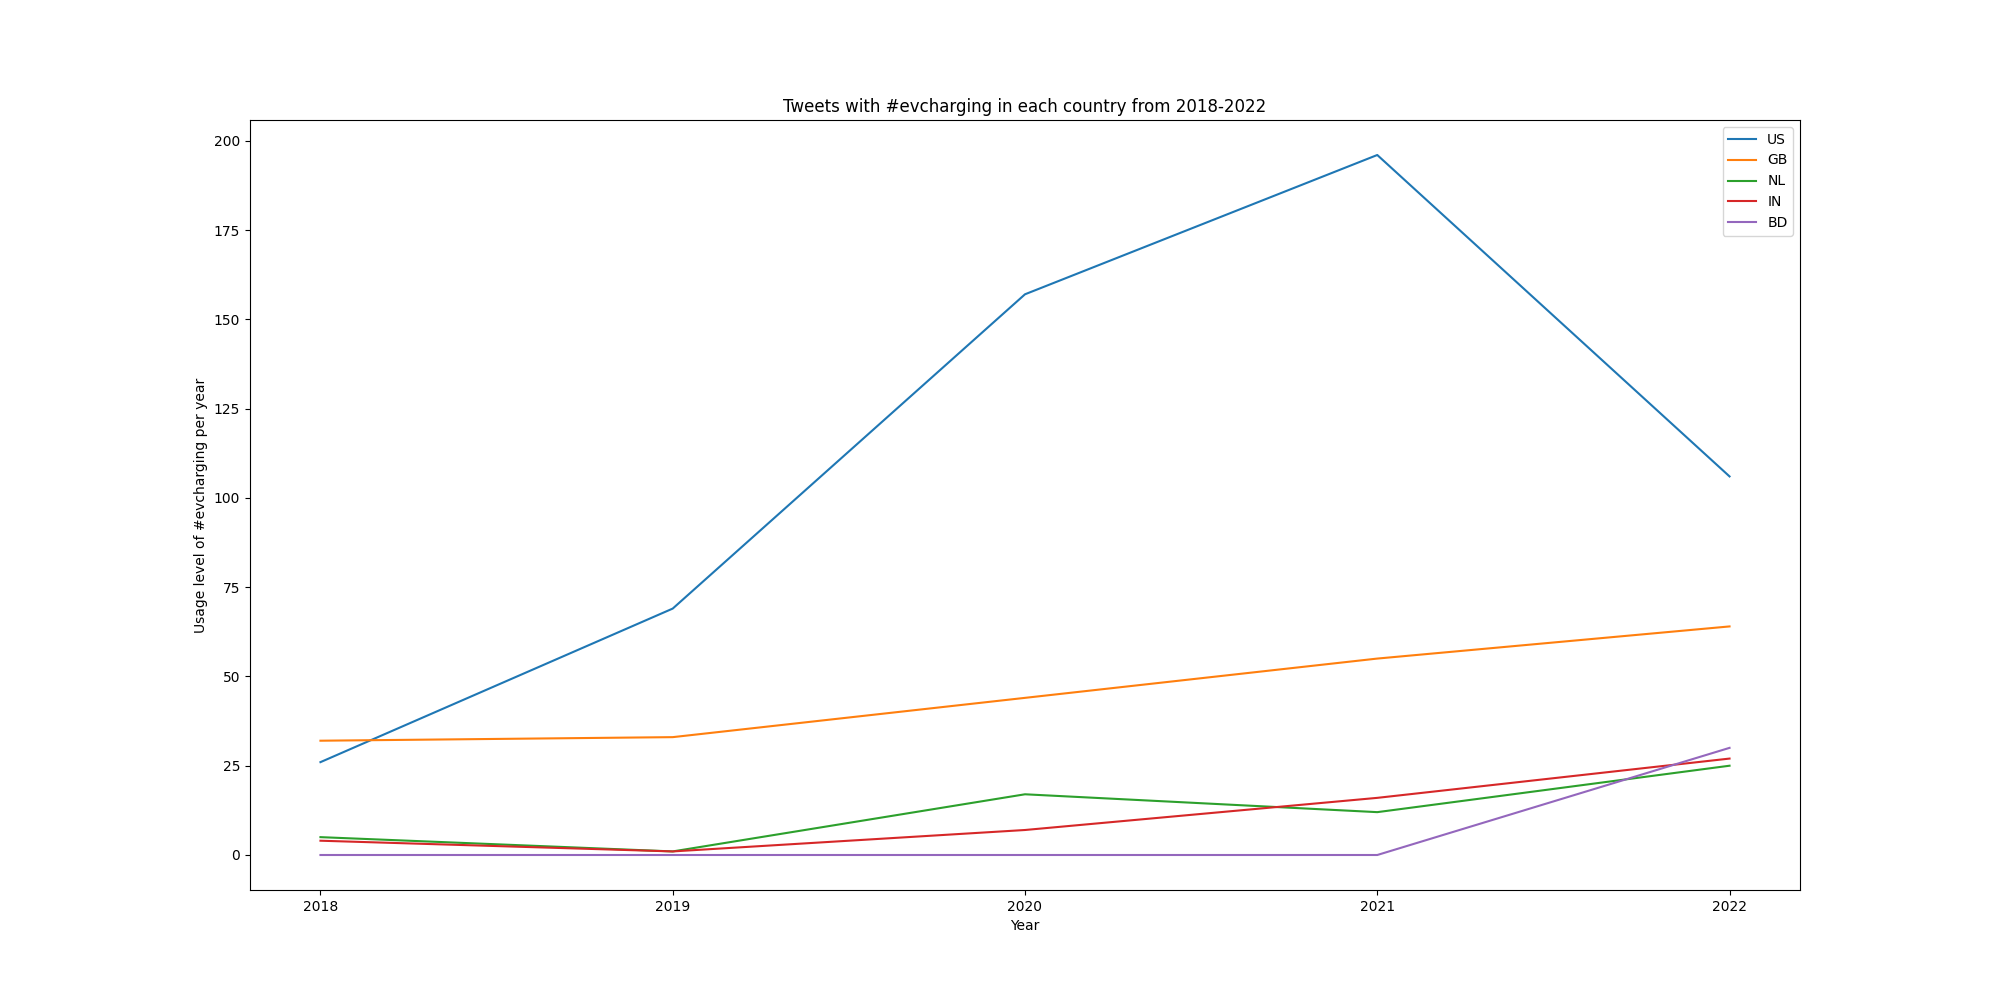 Tweets with #evcharging in each country from 2018-2022
US
GB
NL
IN
BD
Usage level of #evcharging per year
200
175
150
125
100
75
50
25
0
2018 2019 2020 2021 2022
Year